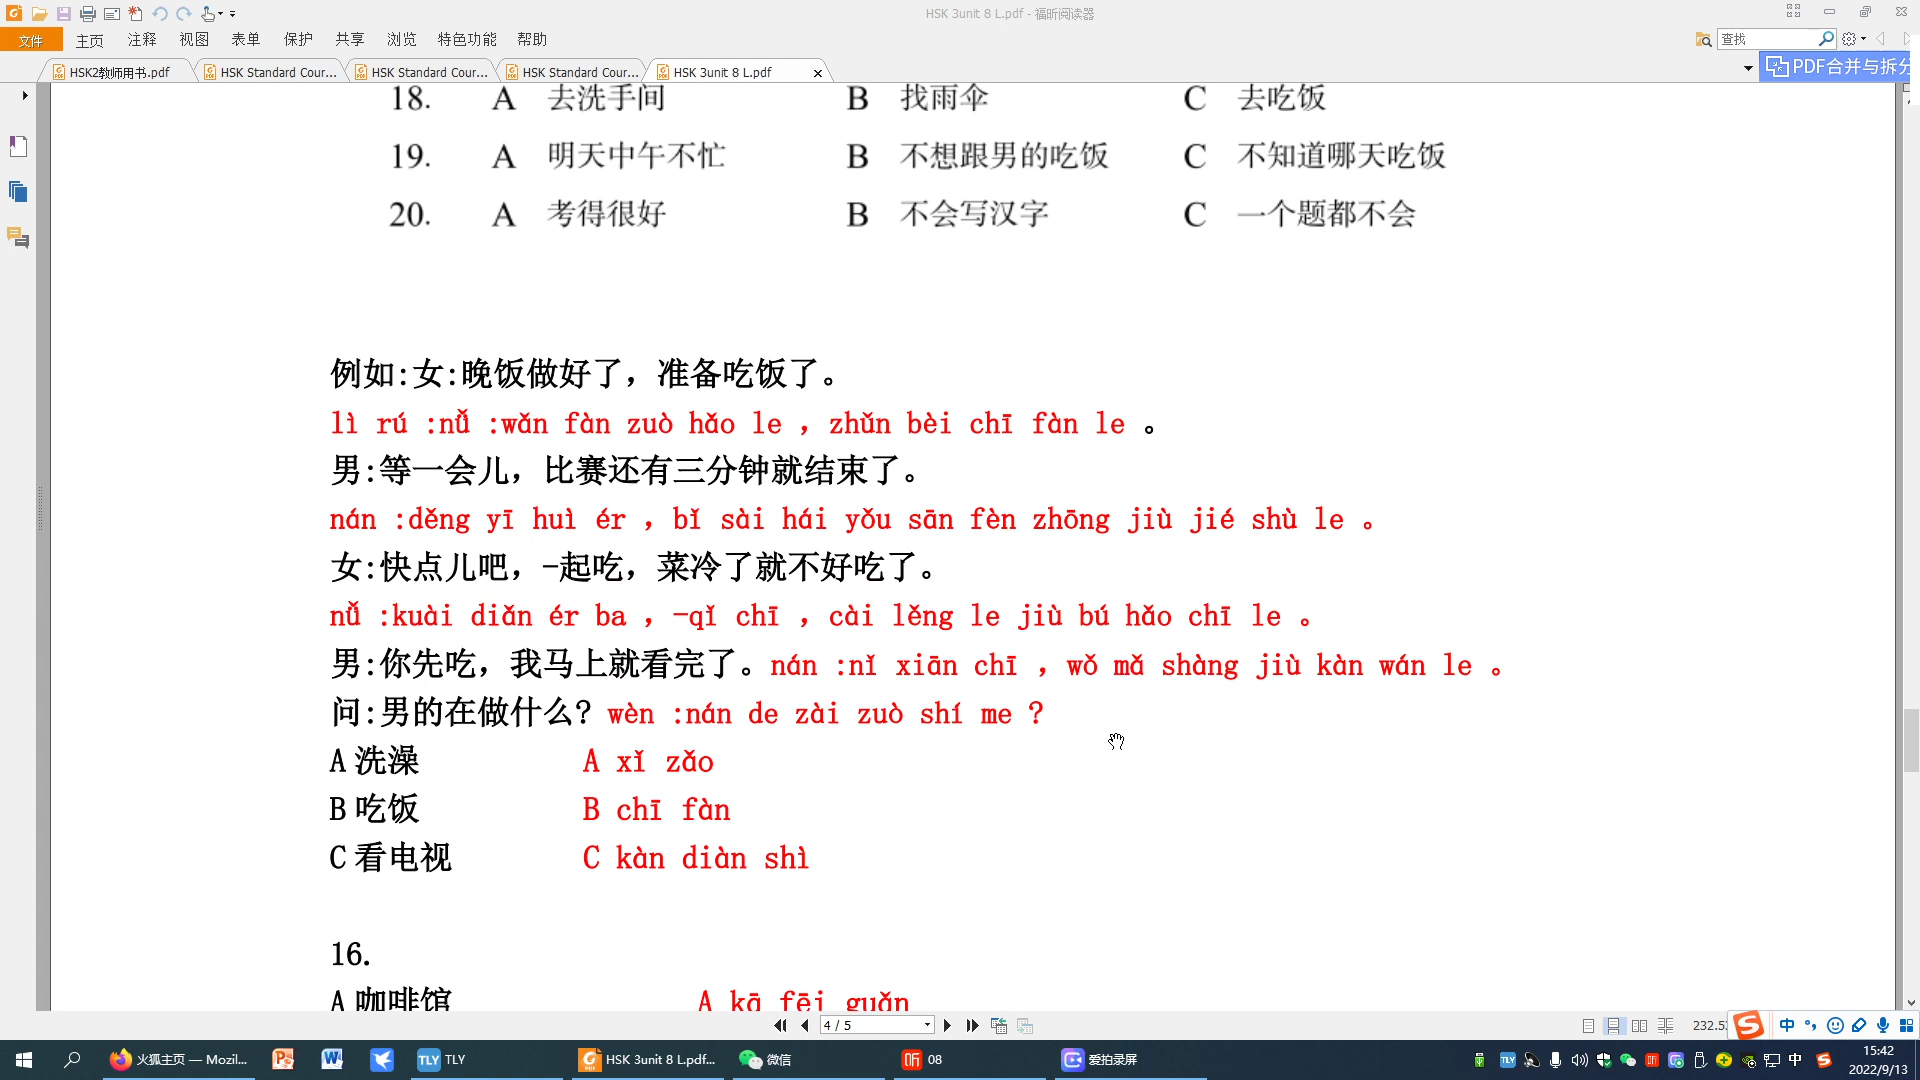 HSK 3unit 8 L.pdf - 福昕阅读器
文件 主页 注释 视图 表单 保护 共享 浏览 特色功能 帮助
查找
HSK2教师用书.pdf HSK Standard Cour... HSK Standard Cour... HSK Standard Cour... HSK 3unit 8 L.pdf
PDF合并与拆分
18. A 去洗手间 B 找雨伞 C 去吃饭
19. A 明天中午不忙 B 不想跟男的吃饭 C 不知道哪天吃饭
20. A 考得很好 B 不会写汉字 C 一个题都不会
例如:女:晚饭做好了，准备吃饭了。
lì rú :nǚ :wǎn fàn zuò hǎo le ，zhǔn bèi chī fàn le 。
男:等一会儿，比赛还有三分钟就结束了。
nán :děng yī huì ér ，bǐ sài hái yǒu sān fèn zhōng jiù jié shù le 。
女:快点儿吧，-起吃，菜冷了就不好吃了。
nǚ :kuài diǎn ér ba ，-qǐ chī ，cài lěng le jiù bú hǎo chī le 。
男:你先吃，我马上就看完了。nán :nǐ xiān chī ，wǒ mǎ shàng jiù kàn wán le 。
问:男的在做什么? wèn :nán de zài zuò shí me ?
A 洗澡 A xǐ zǎo
B 吃饭 B chī fàn
C 看电视 C kàn diàn shì
16.
A 咖啡馆 A kā fēi guǎn
4 / 5
中
火狐主页 — Mozil... TLY TLY HSK 3unit 8 L.pdf... 微信 听 08 爱拍录屏
中
15:42
2022/9/13